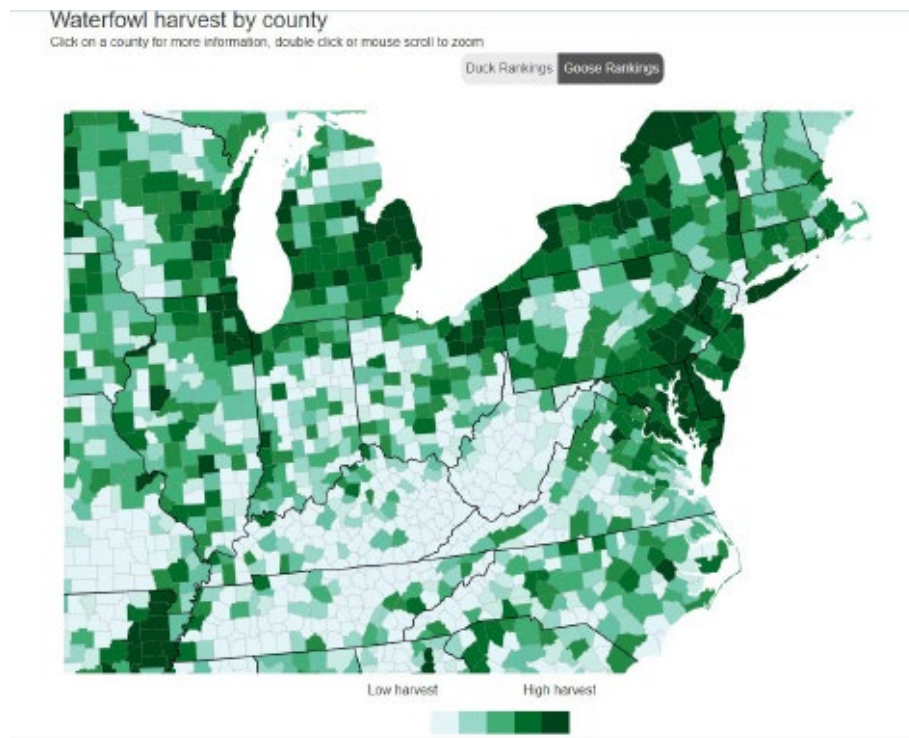 Waterfowl harvest by county
Click on a county for more information, double click or mouse scroll to zoom
Duck Rankings Goose Rankings
Low harvest High harvest